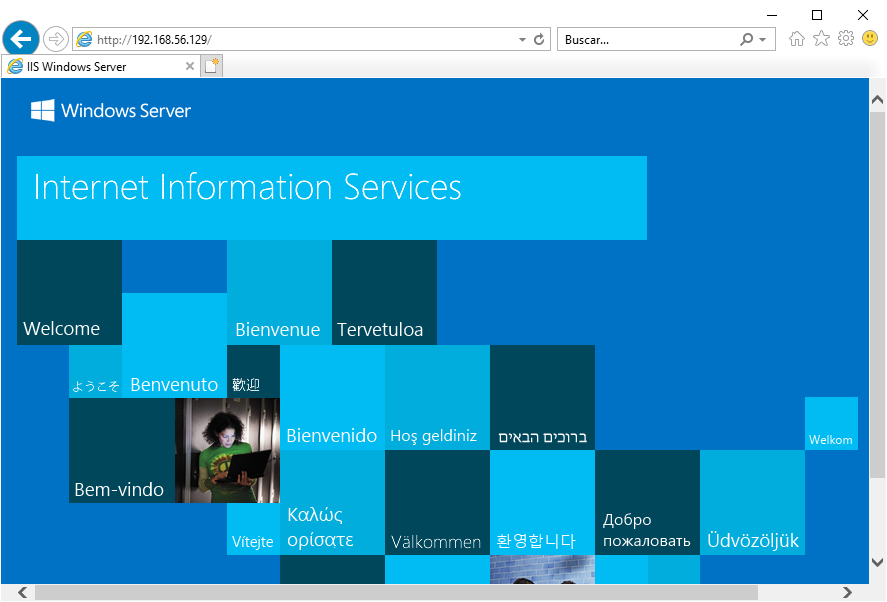 http://192.168.56.129/
Buscar...
IIS Windows Server
Windows Server
Internet Information Services
Welcome
Bienvenue
Tervetuloa
ようこそ
Benvenuto
歡迎
Bienvenido
Hoş geldiniz
ברוכים הבאים
Welkom
Bem-vindo
Vítejte
Καλώς
ορίσατε
Välkommen
환영합니다
Добро
пожаловать
Üdvözöljük